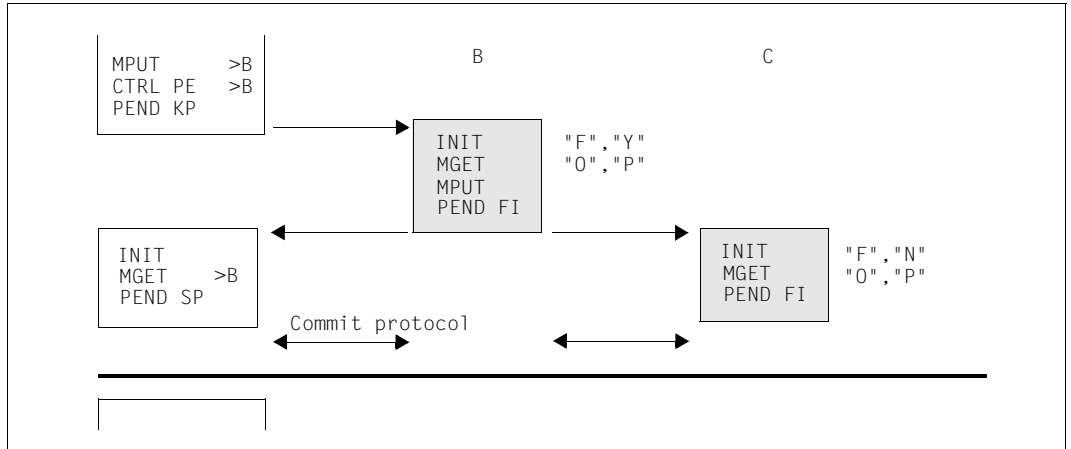 B C
MPUT >B
CTRL PE >B
PEND KP
INIT "F","Y"
MGET "O","P"
MPUT
PEND FI
INIT
MGET >B
PEND SP
INIT "F","N"
MGET "O","P"
PEND FI
Commit protocol